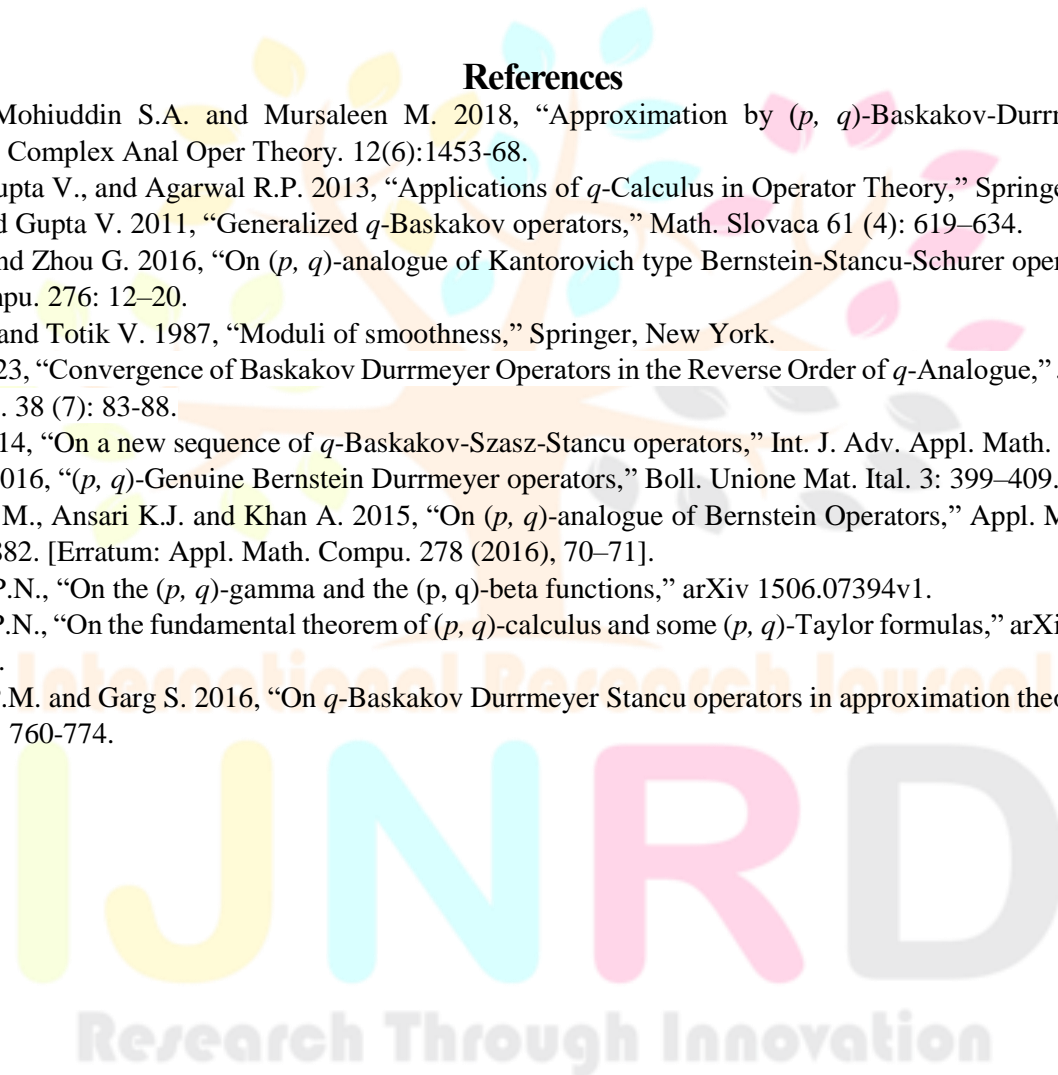 References
Mohiuddin S.A. and Mursaleen M. 2018, “Approximation by (p, q)-Baskakov-Durrm
Complex Anal Oper Theory. 12(6):1453-68.
upta V., and Agarwal R.P. 2013, “Applications of q-Calculus in Operator Theory,” Springe
d Gupta V. 2011, “Generalized q-Baskakov operators,” Math. Slovaca 61 (4): 619–634.
nd Zhou G. 2016, “On (p, q)-analogue of Kantorovich type Bernstein-Stancu-Schurer oper
npu. 276: 12–20.
and Totik V. 1987, “Moduli of smoothness,” Springer, New York.
23, “Convergence of Baskakov Durrmeyer Operators in the Reverse Order of q-Analogue,”
. 38 (7): 83-88.
14, “On a new sequence of q-Baskakov-Szasz-Stancu operators,” Int. J. Adv. Appl. Math.
016, “(p, q)-Genuine Bernstein Durrmeyer operators,” Boll. Unione Mat. Ital. 3: 399–409.
M., Ansari K.J. and Khan A. 2015, “On (p, q)-analogue of Bernstein Operators,” Appl. M
882. [Erratum: Appl. Math. Compu. 278 (2016), 70–71].
P.N., “On the (p, q)-gamma and the (p, q)-beta functions,” arXiv 1506.07394v1.
P.N., “On the fundamental theorem of (p, q)-calculus and some (p, q)-Taylor formulas,” arXi
.
P.M. and Garg S. 2016, “On q-Baskakov Durrmeyer Stancu operators in approximation theo
760-774.
International Research Journal
IJNRD
Research Through Innovation